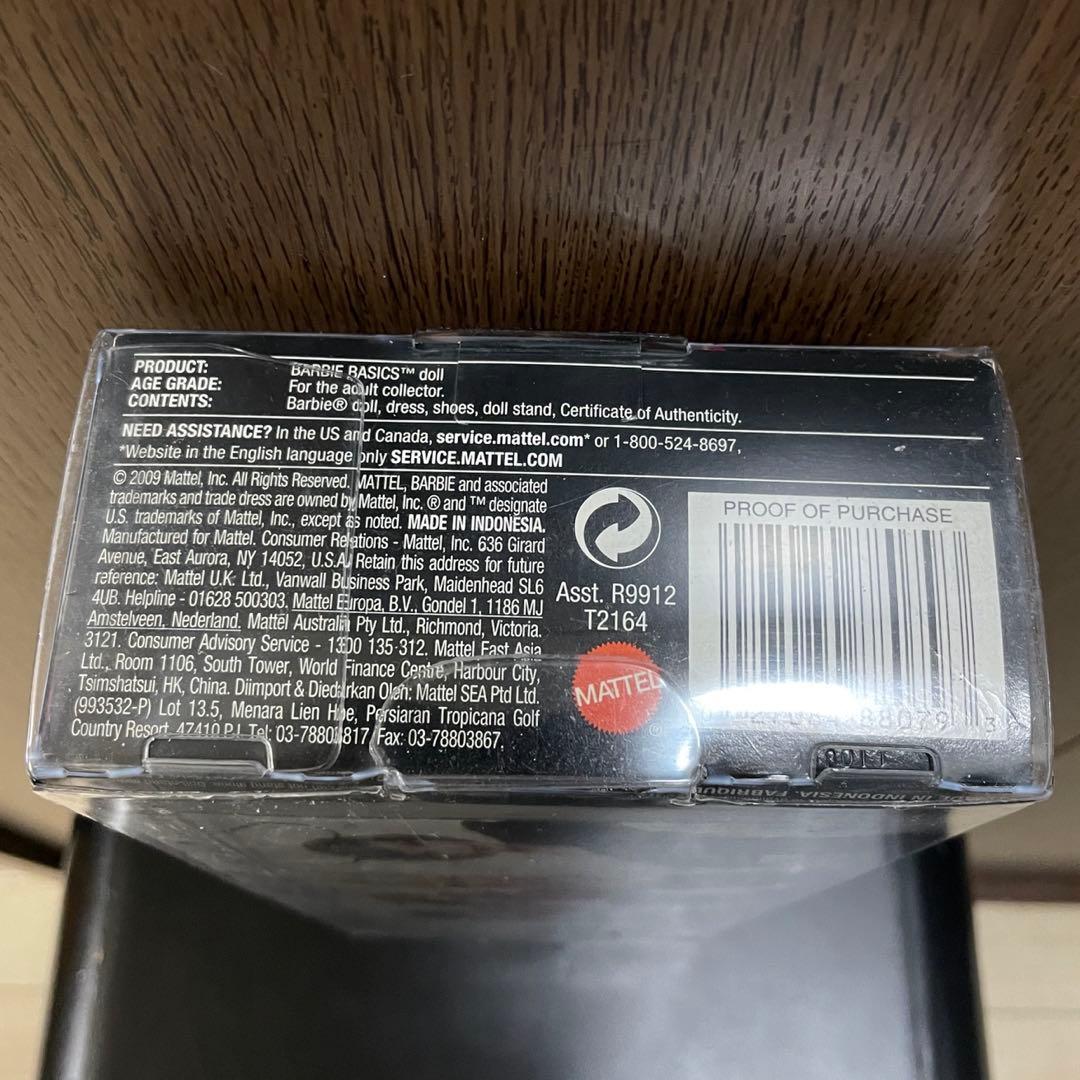 PRODUCT: BARBIE BASICS™ doll
AGE GRADE: For the adult collector.
CONTENTS: Barbie® doll, dress, shoes, doll stand, Certificate of Authenticity.
NEED ASSISTANCE? In the US and Canada, service.mattel.com* or 1-800-524-8697,
*Website in the English language only SERVICE.MATTEL.COM
© 2009 Mattel, Inc. All Rights Reserved. MATTEL, BARBIE and associated
trademarks and trade dress are owned by Mattel, Inc. ® and ™ designate
U.S. trademarks of Mattel, Inc., except as noted. MADE IN INDONESIA.
Manufactured for Mattel. Consumer Relations - Mattel, Inc. 636 Girard
Avenue, East Aurora, NY 14052, U.S.A. Retain this address for future
reference: Mattel U.K. Ltd., Vanwall Business Park, Maidenhead SL6
4UB. Helpline - 01628 500303. Mattel Europa, B.V., Gondel 1, 1186 MJ
Amstelveen, Nederland. Mattel Australia Pty Ltd., Richmond, Victoria.
3121. Consumer Advisory Service - 1300 135 312. Mattel East Asia
Ltd., Room 1106, South Tower, World Finance Centre, Harbour City,
Tsimshatsui, HK, China. Diimport & Diedarkan Oleh: Mattel SEA Ptd Ltd.
(993532-P) Lot 13.5, Menara Lien Hoe, Persiaran Tropicana Golf
Country Resort, 47410 PJ. Tel: 03-78803817, Fax: 03-78803867.
Asst. R9912
T2164
MATTEL
®
PROOF OF PURCHASE
88079 3
IN INDONESIA